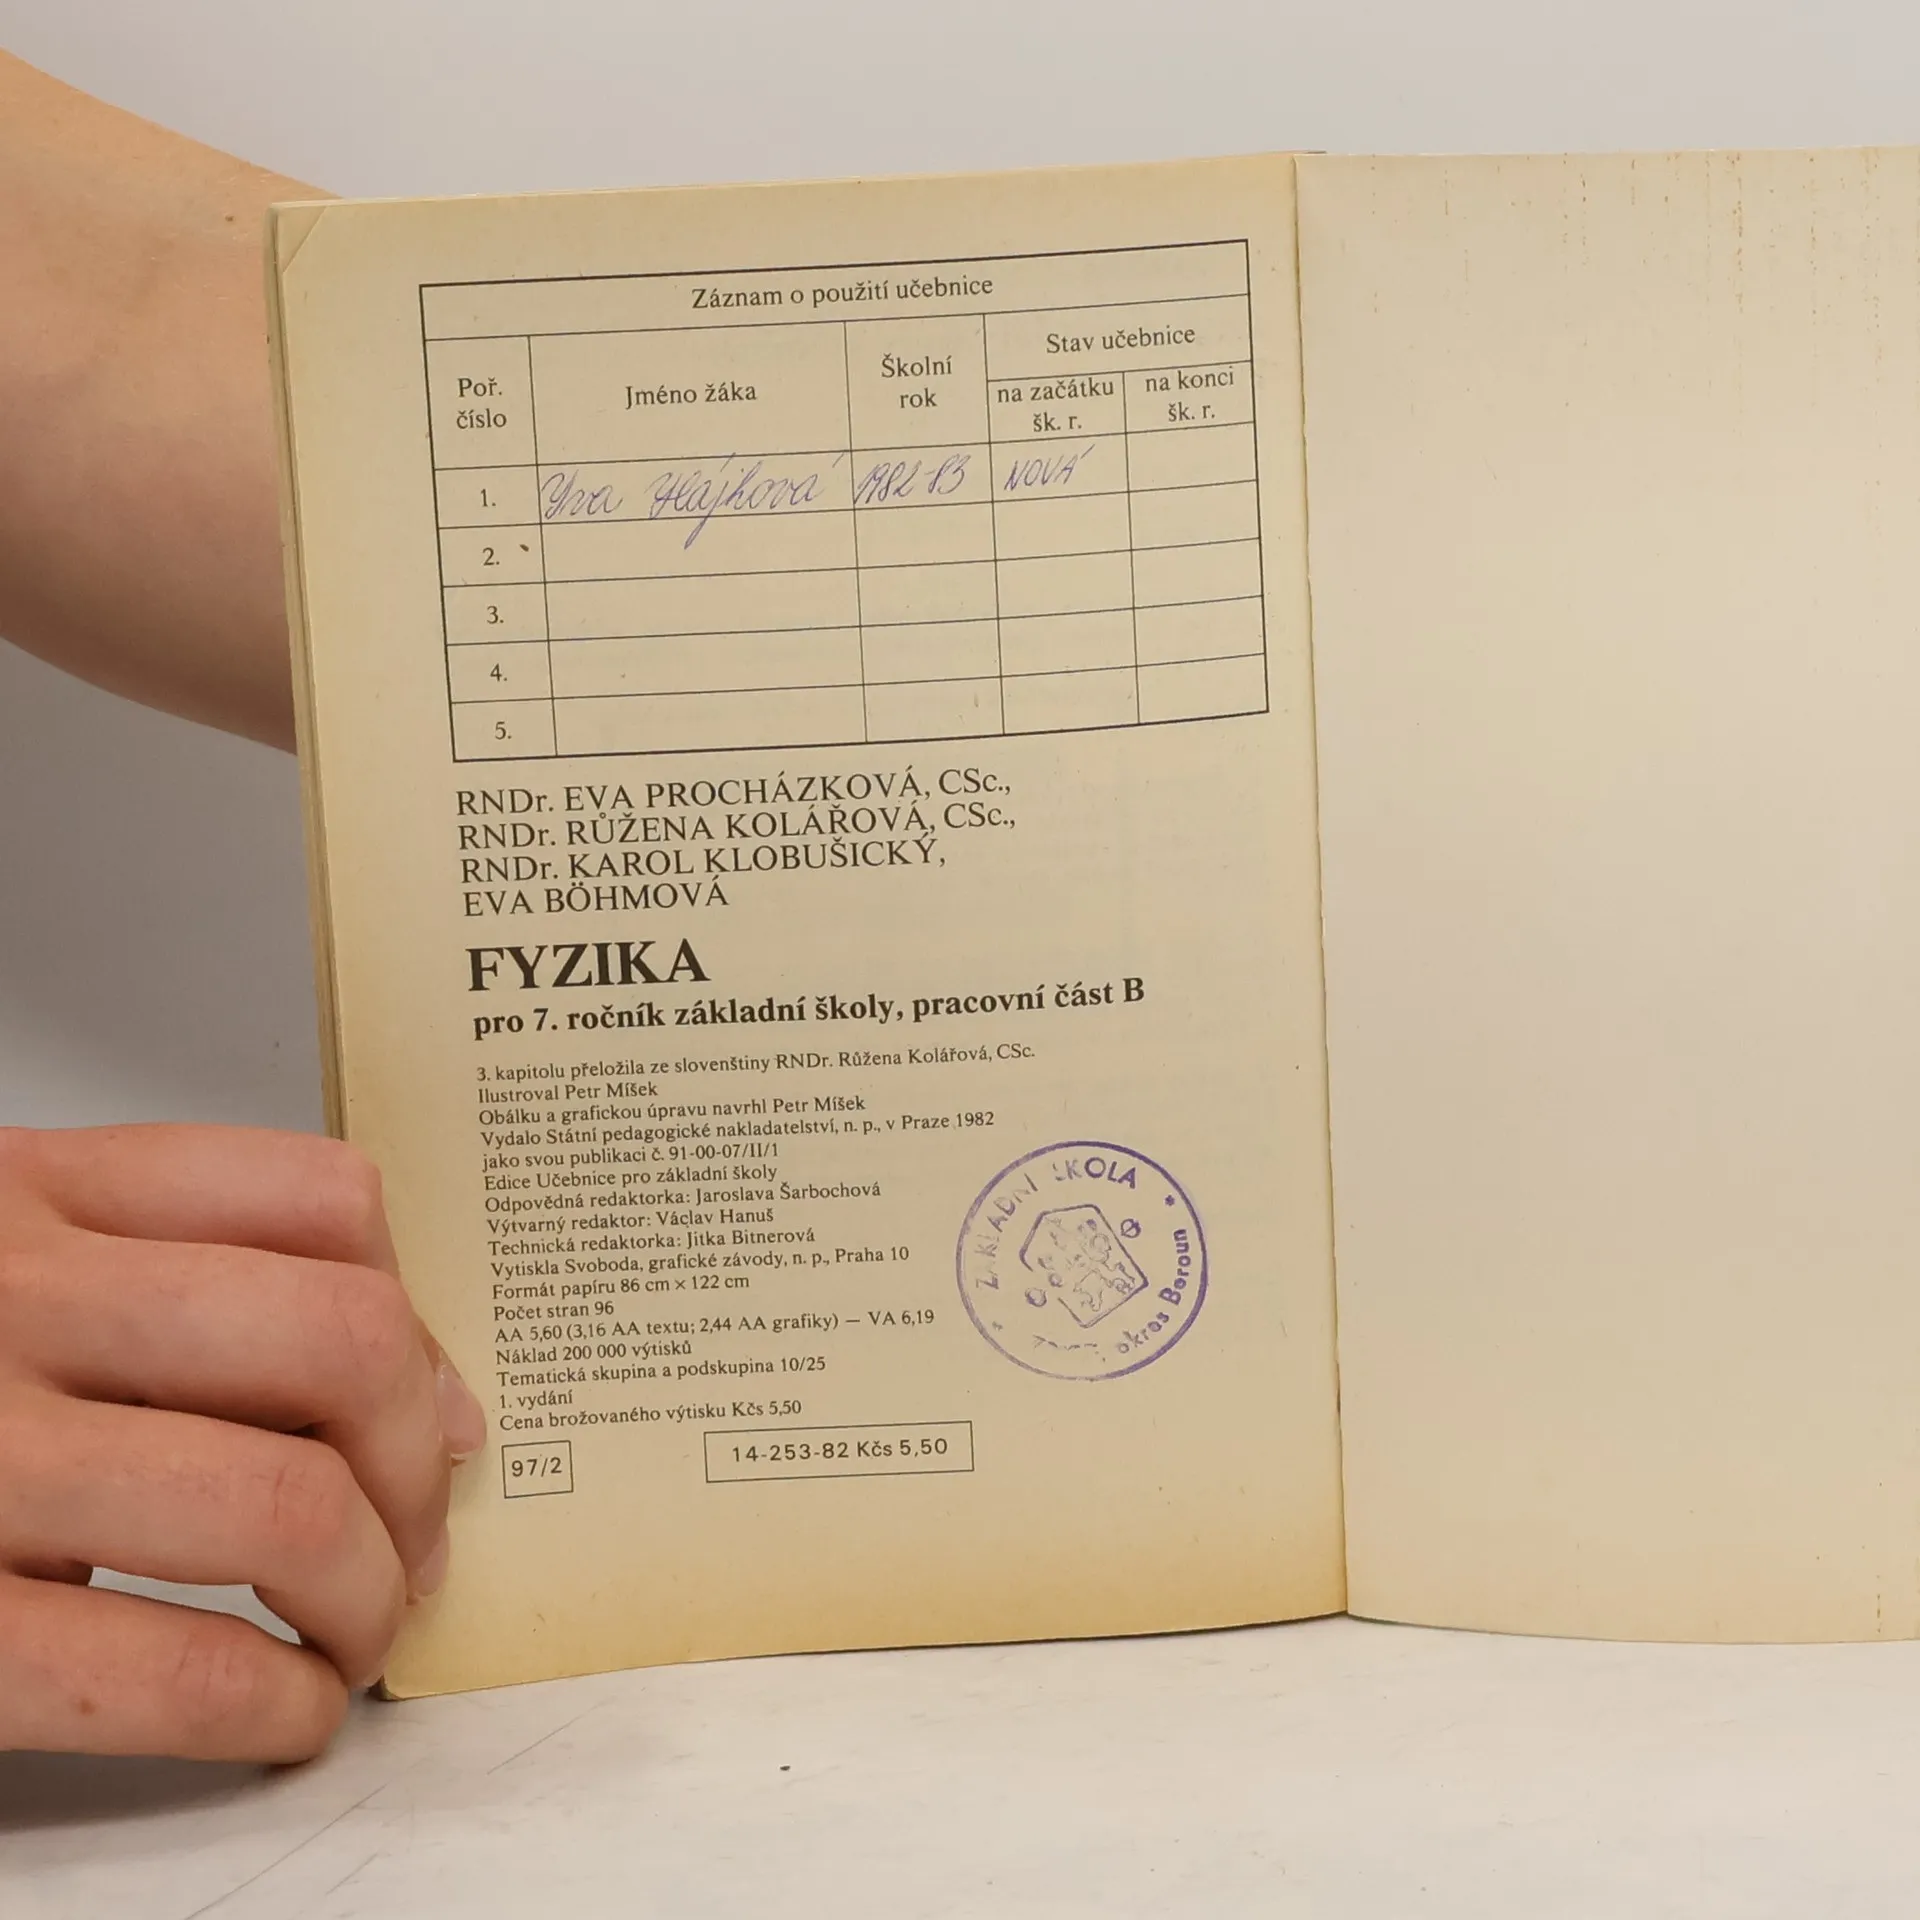 Záznam o použití učebnice
Poř. číslo
Jméno žáka
Školní rok
Stav učebnice
na začátku šk. r.
na konci šk. r.
1. Iva Hájková 1982-83 NOVÁ
2.
3.
4.
5.
RNDr. EVA PROCHÁZKOVÁ, CSc.,
RNDr. RŮŽENA KOLÁŘOVÁ, CSc.,
RNDr. KAROL KLOBUŠICKÝ,
EVA BÖHMOVÁ
FYZIKA
pro 7. ročník základní školy, pracovní část B
3. kapitolu přeložila ze slovenštiny RNDr. Růžena Kolářová, CSc.
Ilustroval Petr Míšek
Obálku a grafickou úpravu navrhl Petr Míšek
Vydalo Státní pedagogické nakladatelství, n. p., v Praze 1982
jako svou publikaci č. 91-00-07/II/1
Edice Učebnice pro základní školy
Odpovědná redaktorka: Jaroslava Šarbochová
Výtvarný redaktor: Václav Hanuš
Technická redaktorka: Jitka Bitnerová
Vytiskla Svoboda, grafické závody, n. p., Praha 10
Formát papíru 86 cm × 122 cm
Počet stran 96
AA 5,60 (3,16 AA textu; 2,44 AA grafiky) — VA 6,19
Náklad 200 000 výtisků
Tematická skupina a podskupina 10/25
1. vydání
Cena brožovaného výtisku Kčs 5,50
97/2
14-253-82 Kčs 5,50
ZÁKLADNÍ ŠKOLA
okres Beroun